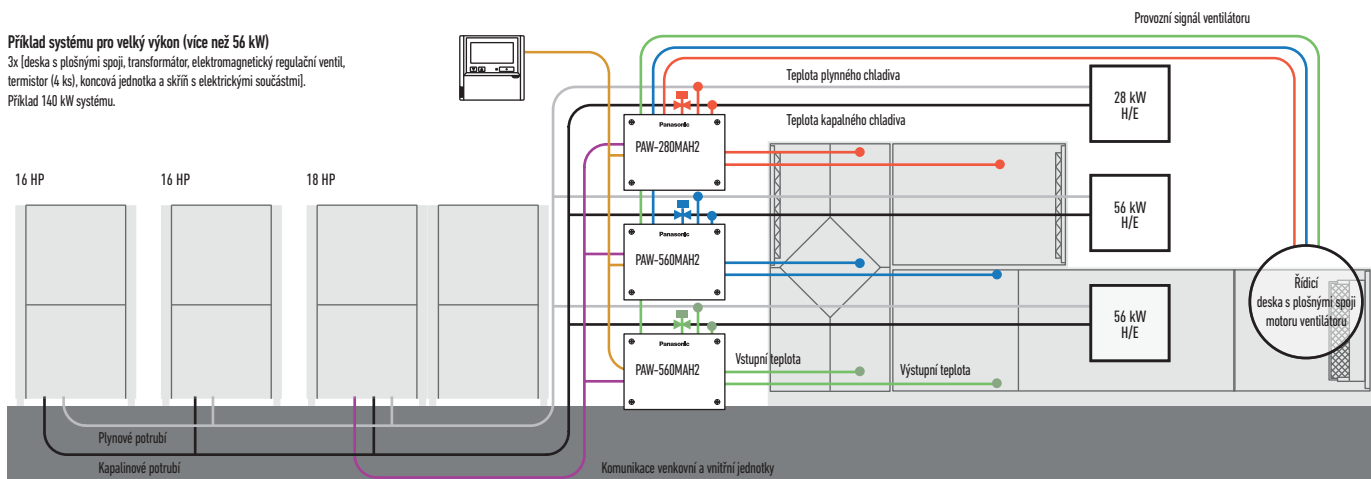 Příklad systému pro velký výkon (více než 56 kW)
3x [deska s plošnými spoji, transformátor, elektromagnetický regulační ventil,
termistor (4 ks), koncová jednotka a skříň s elektrickými součástmi].
Příklad 140 kW systému.
Provozní signál ventilátoru
Teplota plynného chladiva
28 kW
H/E
Teplota kapalného chladiva
Panasonic
PAW-280MAH2
16 HP
16 HP
18 HP
56 kW
H/E
Panasonic
PAW-560MAH2
Řídicí
deska s plošnými spoji
motoru ventilátoru
56 kW
H/E
Panasonic
PAW-560MAH2
Vstupní teplota
Výstupní teplota
Plynové potrubí
Kapalinové potrubí
Komunikace venkovní a vnitřní jednotky